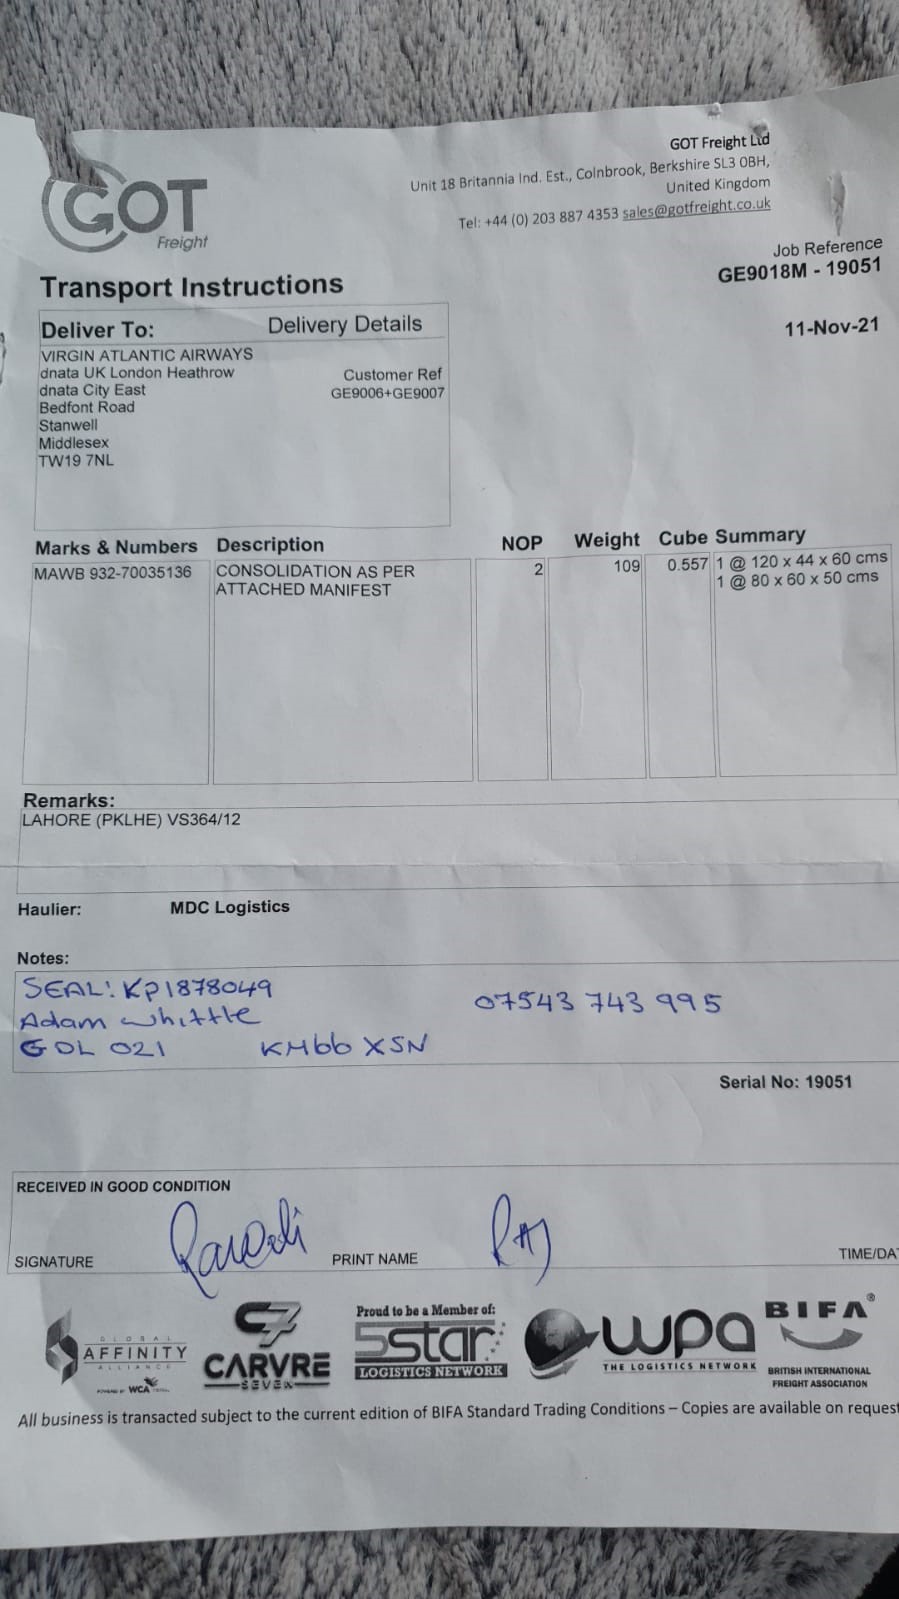 GOT
Freight
GOT Freight Ltd
Unit 18 Britannia Ind. Est., Colnbrook, Berkshire SL3 0BH,
United Kingdom
Tel: +44 (0) 203 887 4353 sales@gotfreight.co.uk
Job Reference
GE9018M - 19051
Transport Instructions
11-Nov-21
Deliver To: Delivery Details
VIRGIN ATLANTIC AIRWAYS
dnata UK London Heathrow Customer Ref
dnata City East GE9006+GE9007
Bedfont Road
Stanwell
Middlesex
TW19 7NL
Marks & Numbers Description NOP Weight Cube Summary
MAWB 932-70035136 CONSOLIDATION AS PER 2 109 0.557 1 @ 120 x 44 x 60 cms
ATTACHED MANIFEST 1 @ 80 x 60 x 50 cms
Remarks:
LAHORE (PKLHE) VS364/12
Haulier: MDC Logistics
Notes:
SEAL: KP1878049 07543 743 995
Adam Whittle
GDL 021 KM66 XSN
Serial No: 19051
RECEIVED IN GOOD CONDITION
SIGNATURE PRINT NAME TIME/DA
GLOBAL
AFFINITY
ALLIANCE
POWERED BY WCA
CARVRE
SEVEN
Proud to be a Member of:
5star
LOGISTICS NETWORK
wpa
THE LOGISTICS NETWORK
BIFA®
BRITISH INTERNATIONAL
FREIGHT ASSOCIATION
All business is transacted subject to the current edition of BIFA Standard Trading Conditions – Copies are available on reques